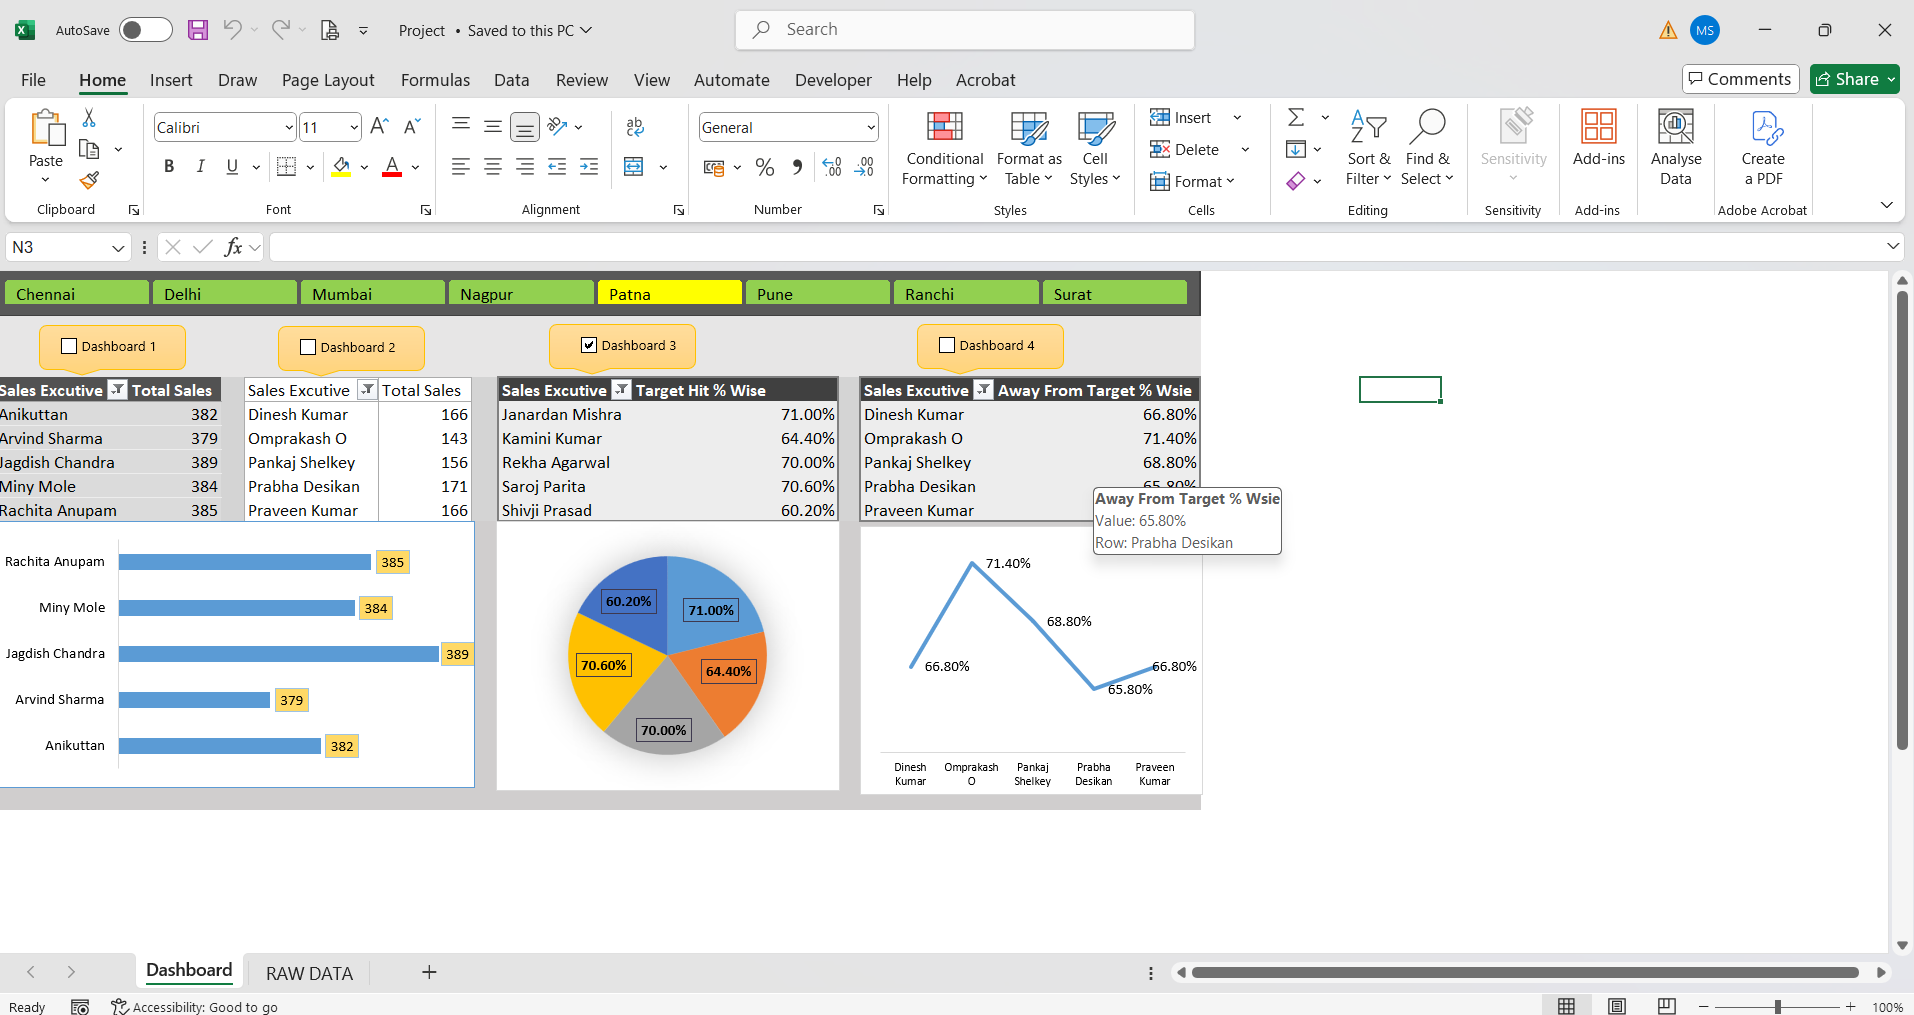 AutoSave
Project • Saved to this PC
Search
MS
File Home Insert Draw Page Layout Formulas Data Review View Automate Developer Help Acrobat
Comments Share
Paste
Clipboard
Calibri 11
A A
B I U A
Font
ab
Alignment
General
% .00
Number
Conditional Formatting
Format as Table
Cell Styles
Styles
Insert
Delete
Format
Cells
Sort & Filter
Find & Select
Editing
Sensitivity
Sensitivity
Add-ins
Add-ins
Analyse Data
Create a PDF
Adobe Acrobat
N3
fx
Chennai Delhi Mumbai Nagpur Patna Pune Ranchi Surat
Dashboard 1 Dashboard 2 Dashboard 3 Dashboard 4
Sales Excutive Total Sales
Anikuttan 382
Arvind Sharma 379
Jagdish Chandra 389
Miny Mole 384
Rachita Anupam 385
Sales Excutive Total Sales
Dinesh Kumar 166
Omprakash O 143
Pankaj Shelkey 156
Prabha Desikan 171
Praveen Kumar 166
Sales Excutive Target Hit % Wise
Janardan Mishra 71.00%
Kamini Kumar 64.40%
Rekha Agarwal 70.00%
Saroj Parita 70.60%
Shivji Prasad 60.20%
Sales Excutive Away From Target % Wsie
Dinesh Kumar 66.80%
Omprakash O 71.40%
Pankaj Shelkey 68.80%
Prabha Desikan 65.80%
Praveen Kumar
Away From Target % Wsie
Value: 65.80%
Row: Prabha Desikan
Rachita Anupam 385
Miny Mole 384
Jagdish Chandra 389
Arvind Sharma 379
Anikuttan 382
60.20%
71.00%
70.60%
64.40%
70.00%
71.40%
68.80%
66.80%
66.80%
65.80%
Dinesh Kumar
Omprakash O
Pankaj Shelkey
Prabha Desikan
Praveen Kumar
Dashboard RAW DATA
Ready
Accessibility: Good to go
100%